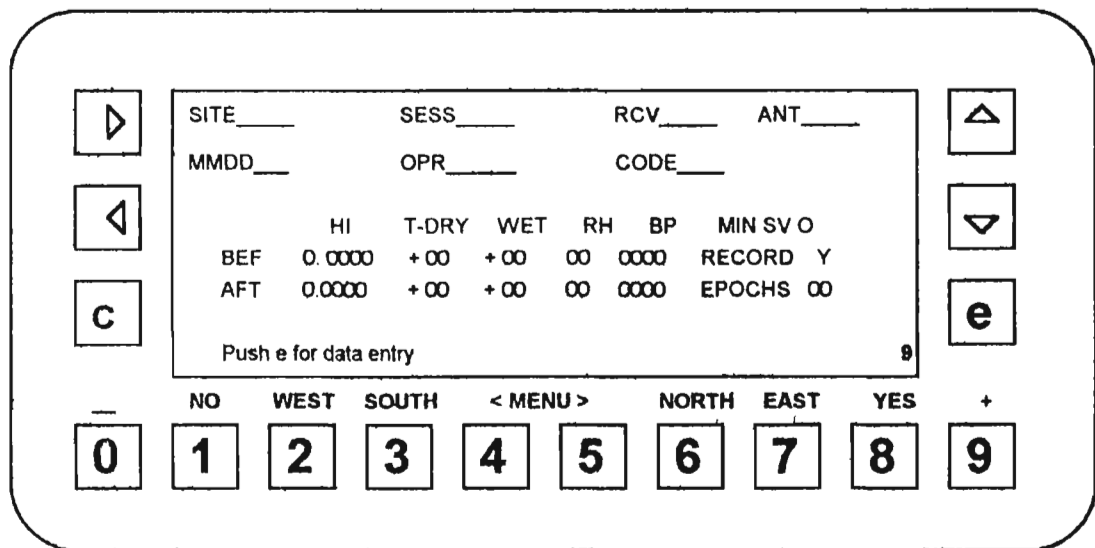 SITE____ SESS____ RCV____ ANT____
MMDD___ OPR_____ CODE___
HI T-DRY WET RH BP MIN SV O
BEF 0.0000 +00 +00 00 0000 RECORD Y
AFT 0.0000 +00 +00 00 0000 EPOCHS 00
c e
Push e for data entry 9
— NO WEST SOUTH < MENU > NORTH EAST YES +
0 1 2 3 4 5 6 7 8 9